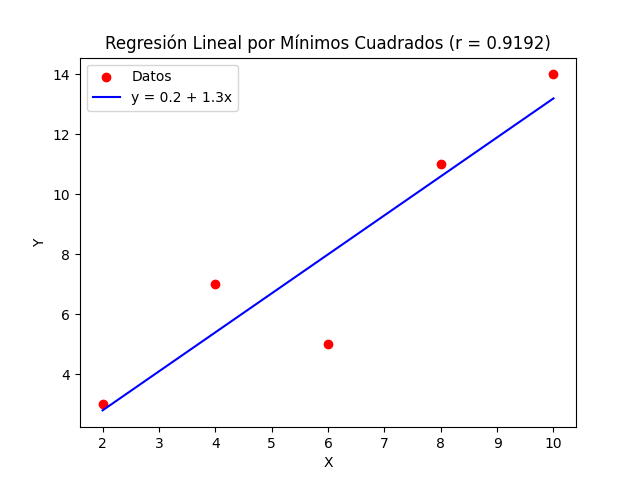 Regresión Lineal por Mínimos Cuadrados (r = 0.9192)
Datos
y = 0.2 + 1.3x
14
12
10
8
6
4
Y
2 3 4 5 6 7 8 9 10
X